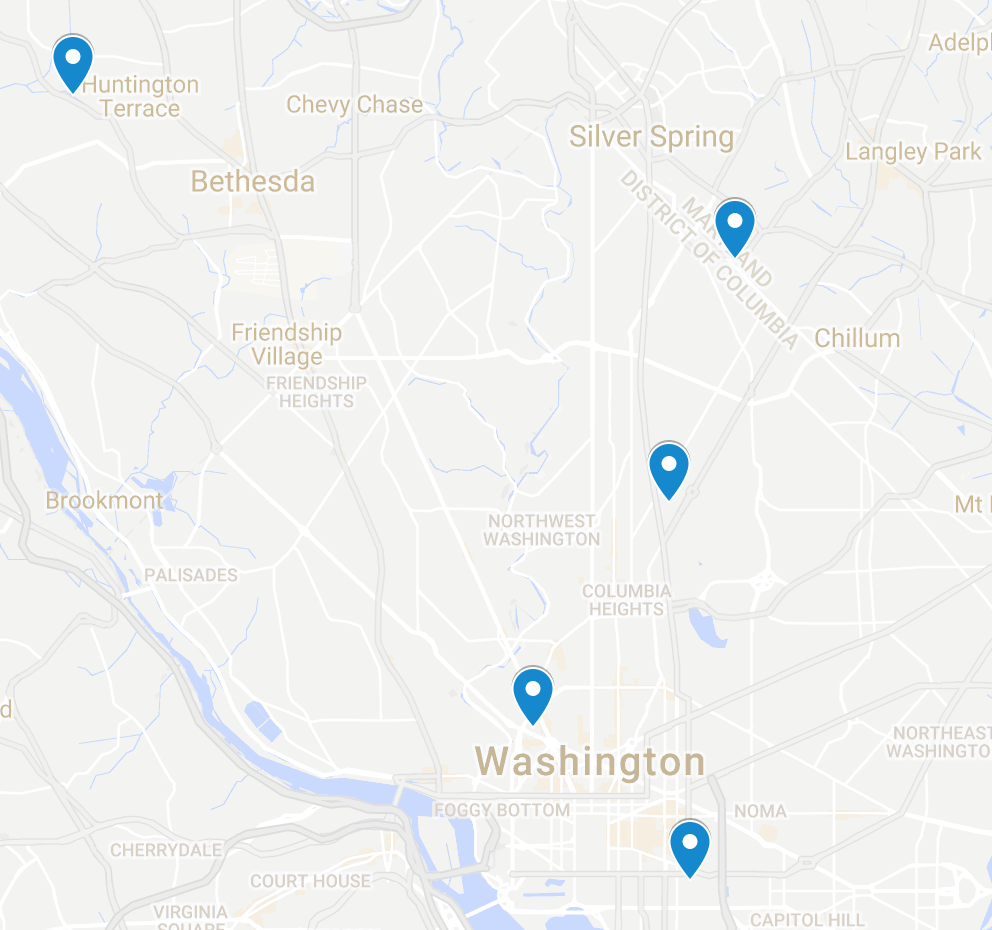 Adelp
Huntington
Terrace
Chevy Chase
Silver Spring
Langley Park
Bethesda
MARYLAND
DISTRICT OF COLUMBIA
Friendship
Village
Chillum
FRIENDSHIP
HEIGHTS
Brookmont
Mt
NORTHWEST
WASHINGTON
PALISADES
COLUMBIA
HEIGHTS
d
NORTHEAST
WASHINGTO
Washington
FOGGY BOTTOM
NOMA
CHERRYDALE
COURT HOUSE
VIRGINIA
SQUARE
CAPITOL HILL